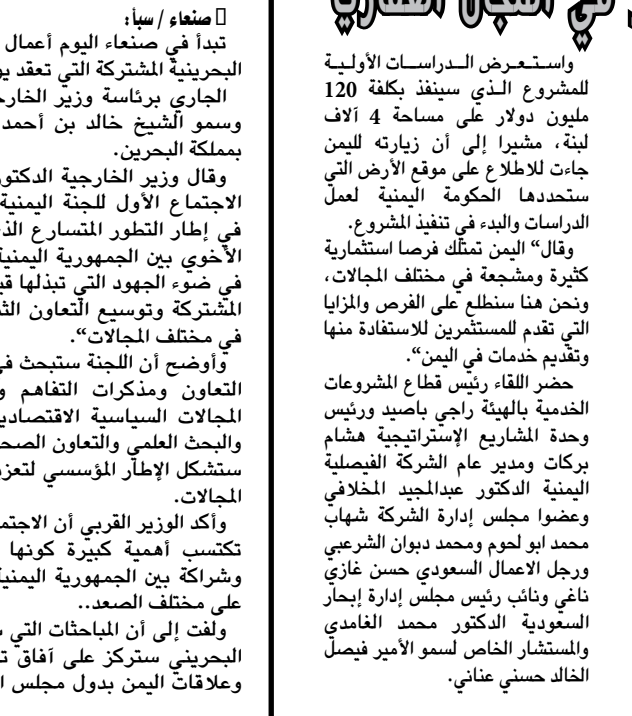 في المجال العقاري
واستعرض الدراسات الأولية
للمشروع الذي سينفذ بكلفة 120
مليون دولار على مساحة 4 آلاف
لبنة، مشيرا إلى أن زيارته لليمن
جاءت للاطلاع على موقع الأرض التي
ستحددها الحكومة اليمنية لعمل
الدراسات والبدء في تنفيذ المشروع.
وقال“ اليمن تمتلك فرصا استثمارية
كثيرة ومشجعة في مختلف المجالات،
ونحن هنا سنطلع على الفرص والمزايا
التي تقدم للمستثمرين للاستفادة منها
وتقديم خدمات في اليمن“.
حضر اللقاء رئيس قطاع المشروعات
الخدمية بالهيئة راجي باصيد ورئيس
وحدة المشاريع الإستراتيجية هشام
بركات ومدير عام الشركة الفيصلية
اليمنية الدكتور عبدالمجيد المخلافي
وعضوا مجلس إدارة الشركة شهاب
محمد ابو لحوم ومحمد دبوان الشرعبي
ورجل الاعمال السعودي حسن غازي
ناغي ونائب رئيس مجلس إدارة إبحار
السعودية الدكتور محمد الغامدي
والمستشار الخاص لسمو الأمير فيصل
الخالد حسني عناني.
صنعاء / سبأ:
تبدأ في صنعاء اليوم أعمال
البحرينية المشتركة التي تعقد
الجاري برئاسة وزير
وسمو الشيخ خالد بن أحمد
بمملكة البحرين.
وقال وزير الخارجية الدكتور
الاجتماع الأول للجنة اليمنية
في إطار التطور المتسارع
الأخوي بين الجمهورية اليمنية
في ضوء الجهود التي تبذلها
المشتركة وتوسيع التعاون
في مختلف المجالات“.
وأوضح أن اللجنة ستبحث
التعاون ومذكرات التفاهم
المجالات السياسية
والبحث العلمي والتعاون
ستشكل الإطار المؤسسي
المجالات.
وأكد الوزير القربي أن
تكتسب أهمية كبيرة كونها
وشراكة بين الجمهورية اليمنية
على مختلف الصعد..
ولفت إلى أن المباحثات التي
البحريني ستركز على آفاق
وعلاقات اليمن بدول مجلس